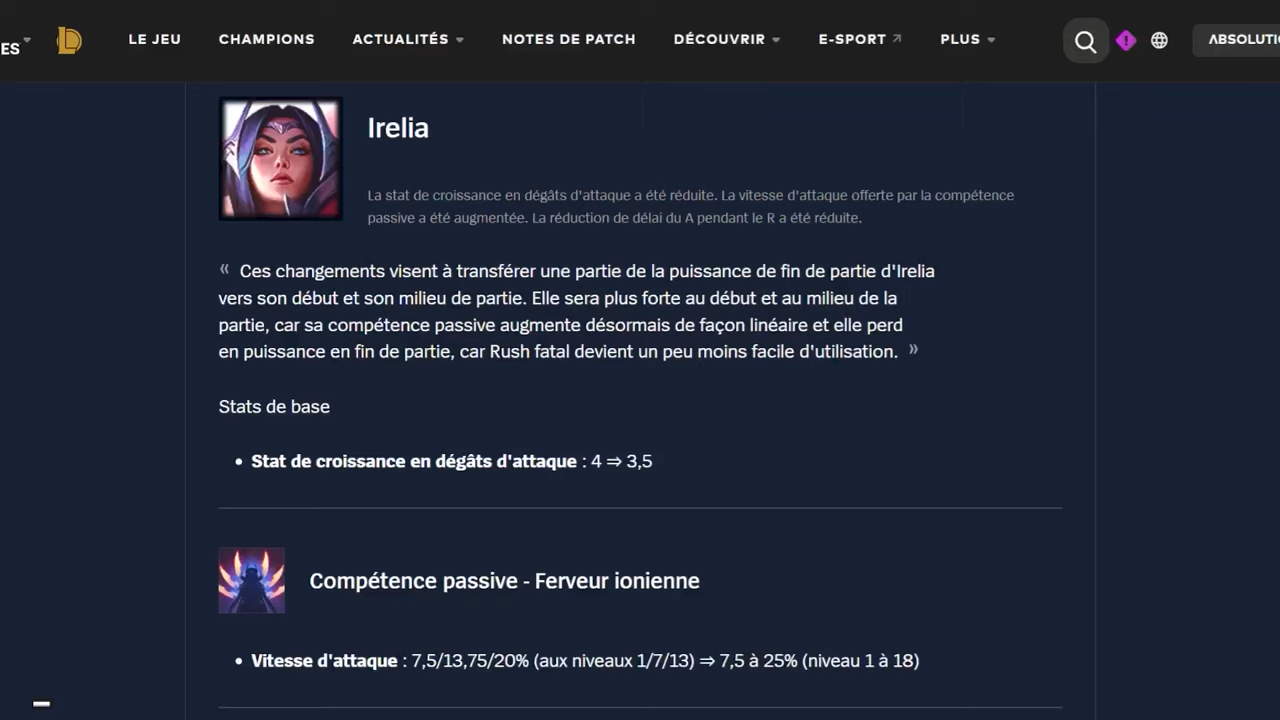 ES
LE JEU
CHAMPIONS
ACTUALITÉS
NOTES DE PATCH
DÉCOUVRIR
E-SPORT
PLUS
ABSOLUTI
Irelia
La stat de croissance en dégâts d'attaque a été réduite. La vitesse d'attaque offerte par la compétence
passive a été augmentée. La réduction de délai du A pendant le R a été réduite.
« Ces changements visent à transférer une partie de la puissance de fin de partie d'Irelia
vers son début et son milieu de partie. Elle sera plus forte au début et au milieu de la
partie, car sa compétence passive augmente désormais de façon linéaire et elle perd
en puissance en fin de partie, car Rush fatal devient un peu moins facile d'utilisation. »
Stats de base
• Stat de croissance en dégâts d'attaque : 4 ⇒ 3,5
Compétence passive - Ferveur ionienne
• Vitesse d'attaque : 7,5/13,75/20% (aux niveaux 1/7/13) ⇒ 7,5 à 25% (niveau 1 à 18)